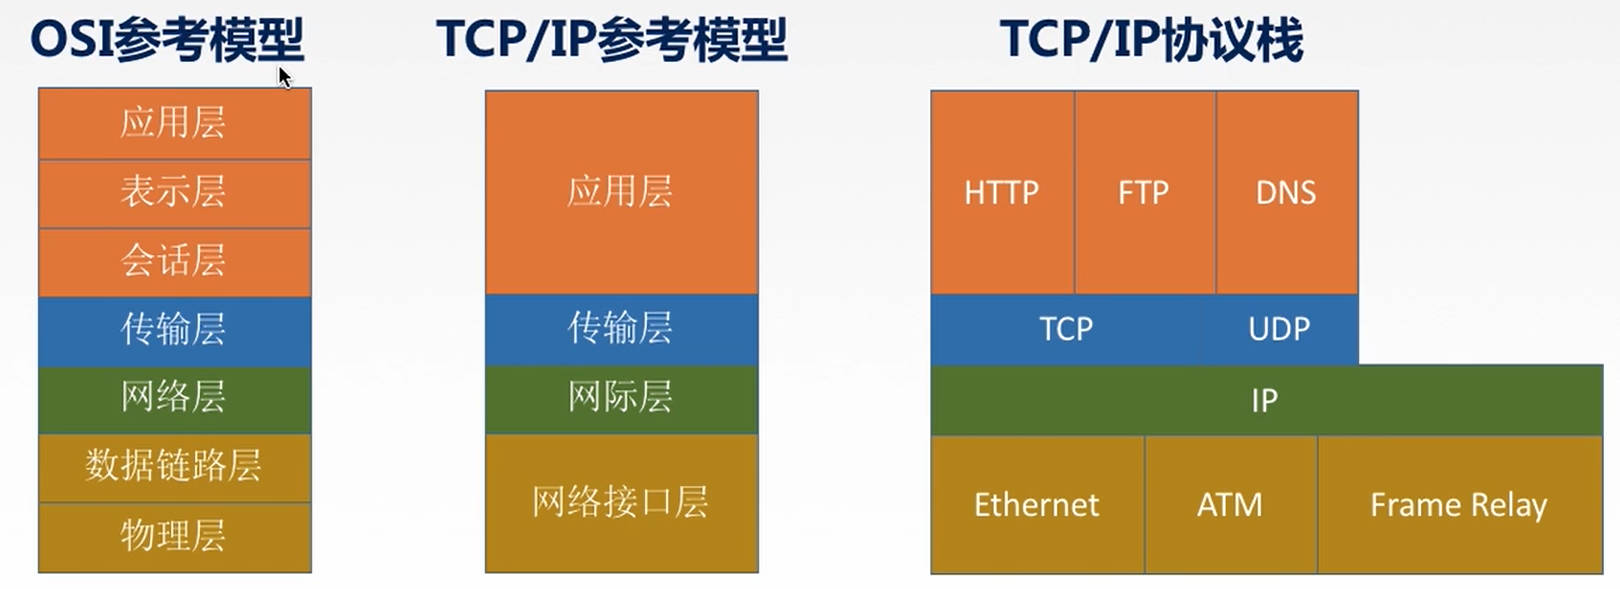 OSI参考模型
TCP/IP参考模型
TCP/IP协议栈
应用层
表示层
会话层
传输层
网络层
数据链路层
物理层
应用层
传输层
网际层
网络接口层
HTTP
FTP
DNS
TCP
UDP
IP
Ethernet
ATM
Frame Relay